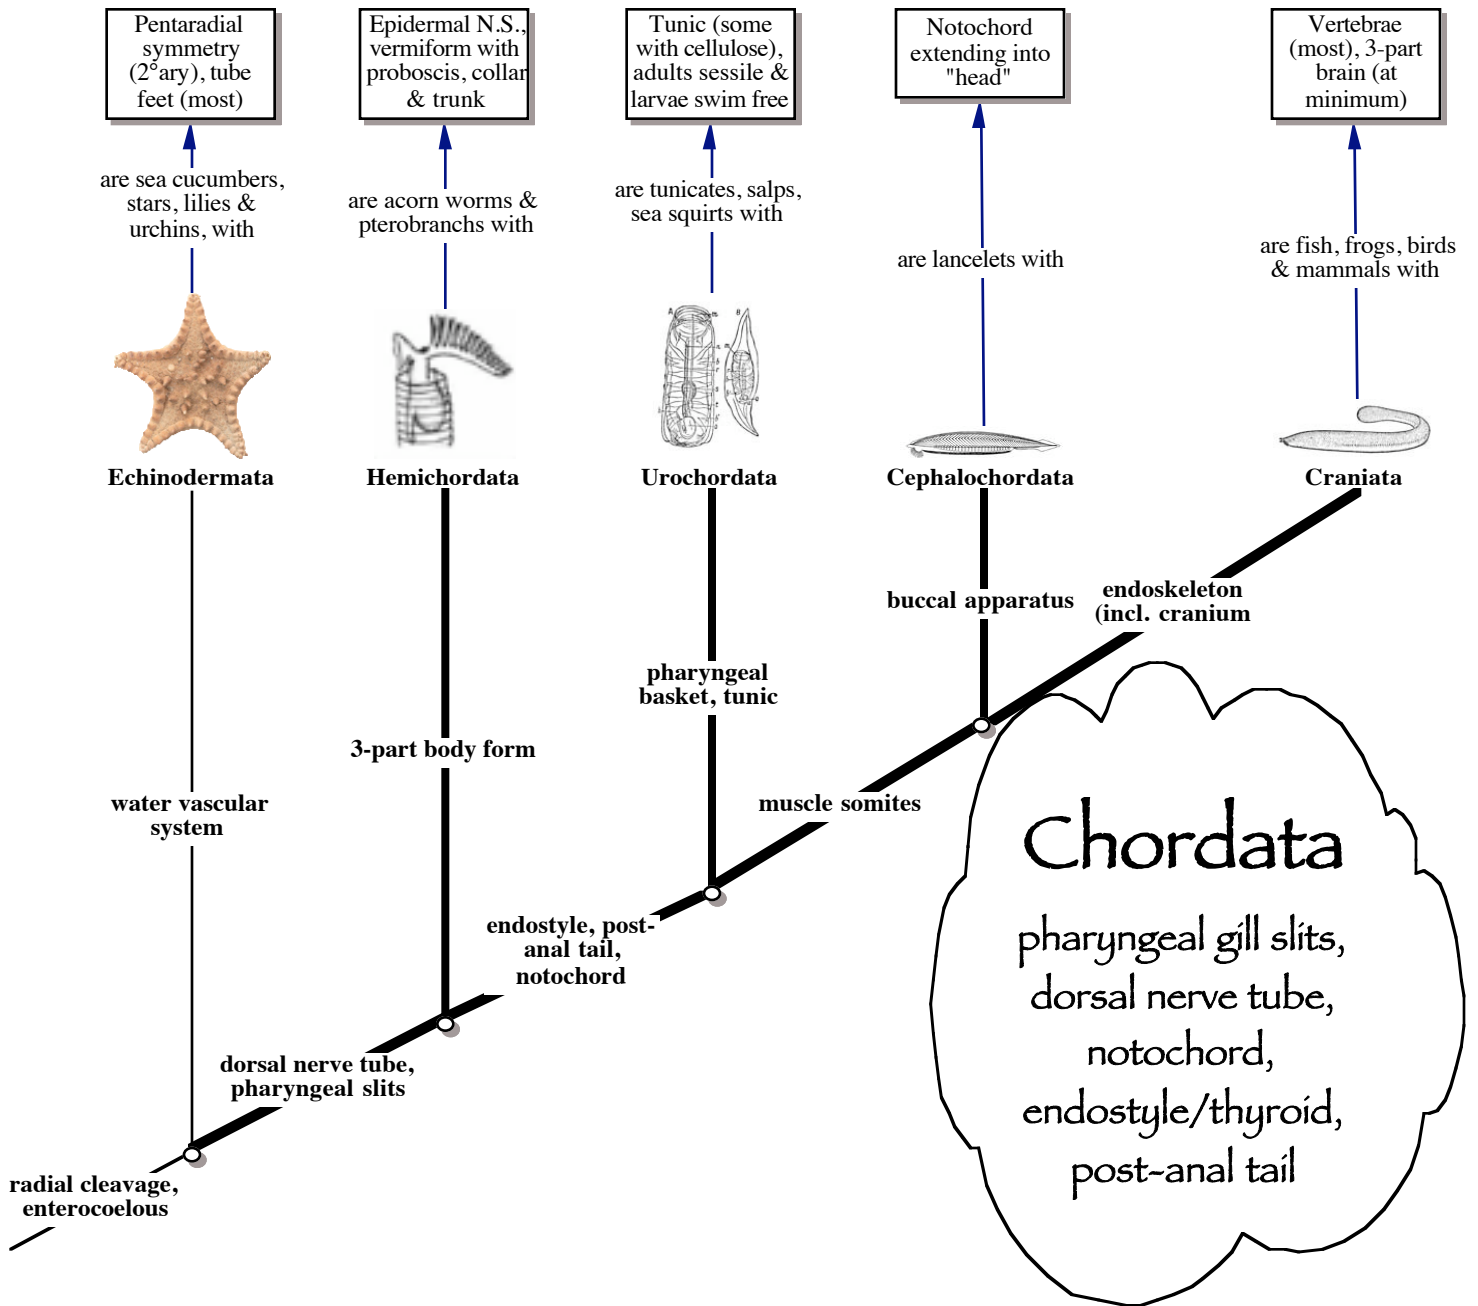 Pentaradial
symmetry
(2°ary), tube
feet (most)
Epidermal N.S.,
vermiform with
proboscis, collar
& trunk
Tunic (some
with cellulose),
adults sessile &
larvae swim free
Notochord
extending into
"head"
Vertebrae
(most), 3-part
brain (at
minimum)
are sea cucumbers,
stars, lilies &
urchins, with
are acorn worms &
pterobranchs with
are tunicates, salps,
sea squirts with
are lancelets with
are fish, frogs, birds
& mammals with
Echinodermata
Hemichordata
Urochordata
Cephalochordata
Craniata
buccal apparatus
endoskeleton
(incl. cranium
pharyngeal
basket, tunic
3-part body form
water vascular
system
muscle somites
endostyle, post-
anal tail,
notochord
dorsal nerve tube,
pharyngeal slits
radial cleavage,
enterocoelous
Chordata
pharyngeal gill slits,
dorsal nerve tube,
notochord,
endostyle/thyroid,
post-anal tail